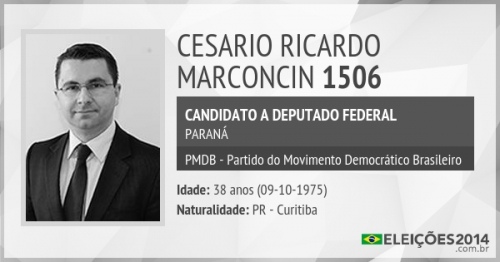 CESARIO RICARDO
MARCONCIN 1506
CANDIDATO A DEPUTADO FEDERAL
PARANÁ
PMDB - Partido do Movimento Democrático Brasileiro
Idade: 38 anos (09-10-1975)
Naturalidade: PR - Curitiba
ELEIÇÕES2014
.com.br